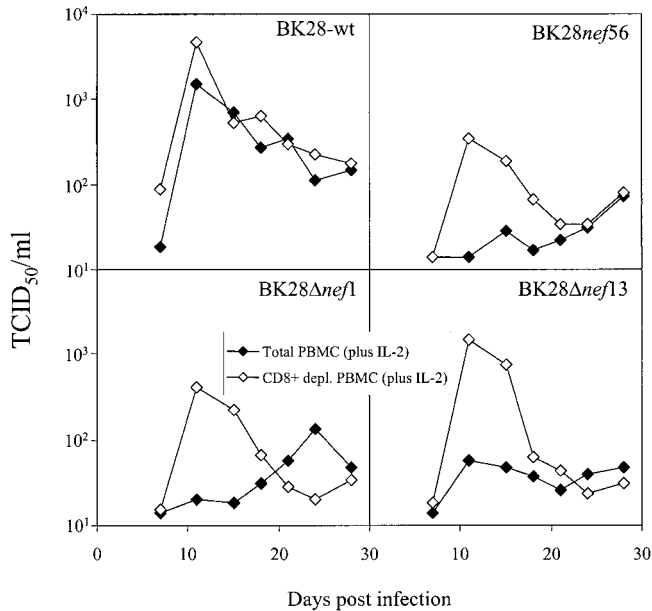 10⁴
BK28-wt
BK28nef56
10³
10²
10¹
TCID₅₀/ml
BK28Δnef1
BK28Δnef13
Total PBMC (plus IL-2)
CD8+ depl. PBMC (plus IL-2)
10³
10²
10¹
0 10 20 30 10 20 30
Days post infection